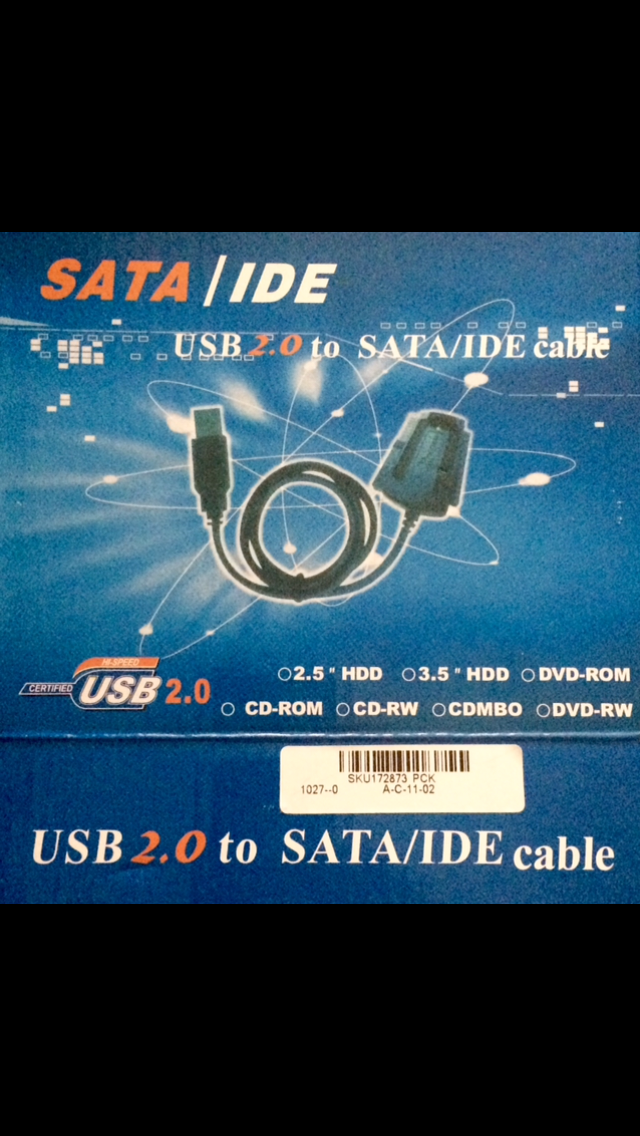 SATA/IDE
USB 2.0 to SATA/IDE cable
HI-SPEED
CERTIFIED USB 2.0
2.5" HDD 3.5" HDD DVD-ROM
CD-ROM CD-RW CDMBO DVD-RW
SKU172873 PCK
1027--0 A-C-11-02
USB 2.0 to SATA/IDE cable